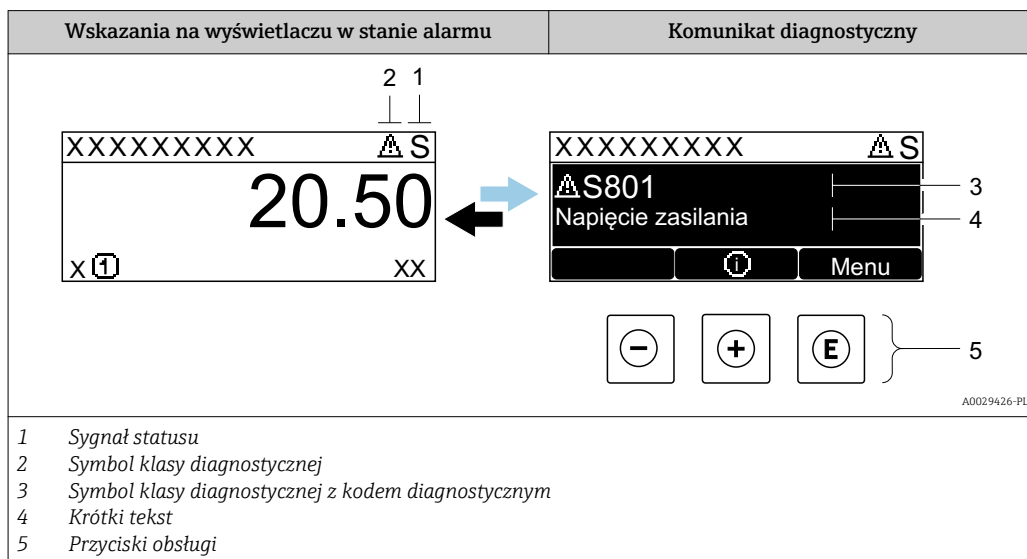 Wskazania na wyświetlaczu w stanie alarmu
Komunikat diagnostyczny
2 1
XXXXXXXXX ⚠ S
20.50
X 1 XX
XXXXXXXXX ⚠ S
⚠S801
Napięcie zasilania
i Menu
3
4
− + E
5
A0029426-PL
1 Sygnał statusu
2 Symbol klasy diagnostycznej
3 Symbol klasy diagnostycznej z kodem diagnostycznym
4 Krótki tekst
5 Przyciski obsługi